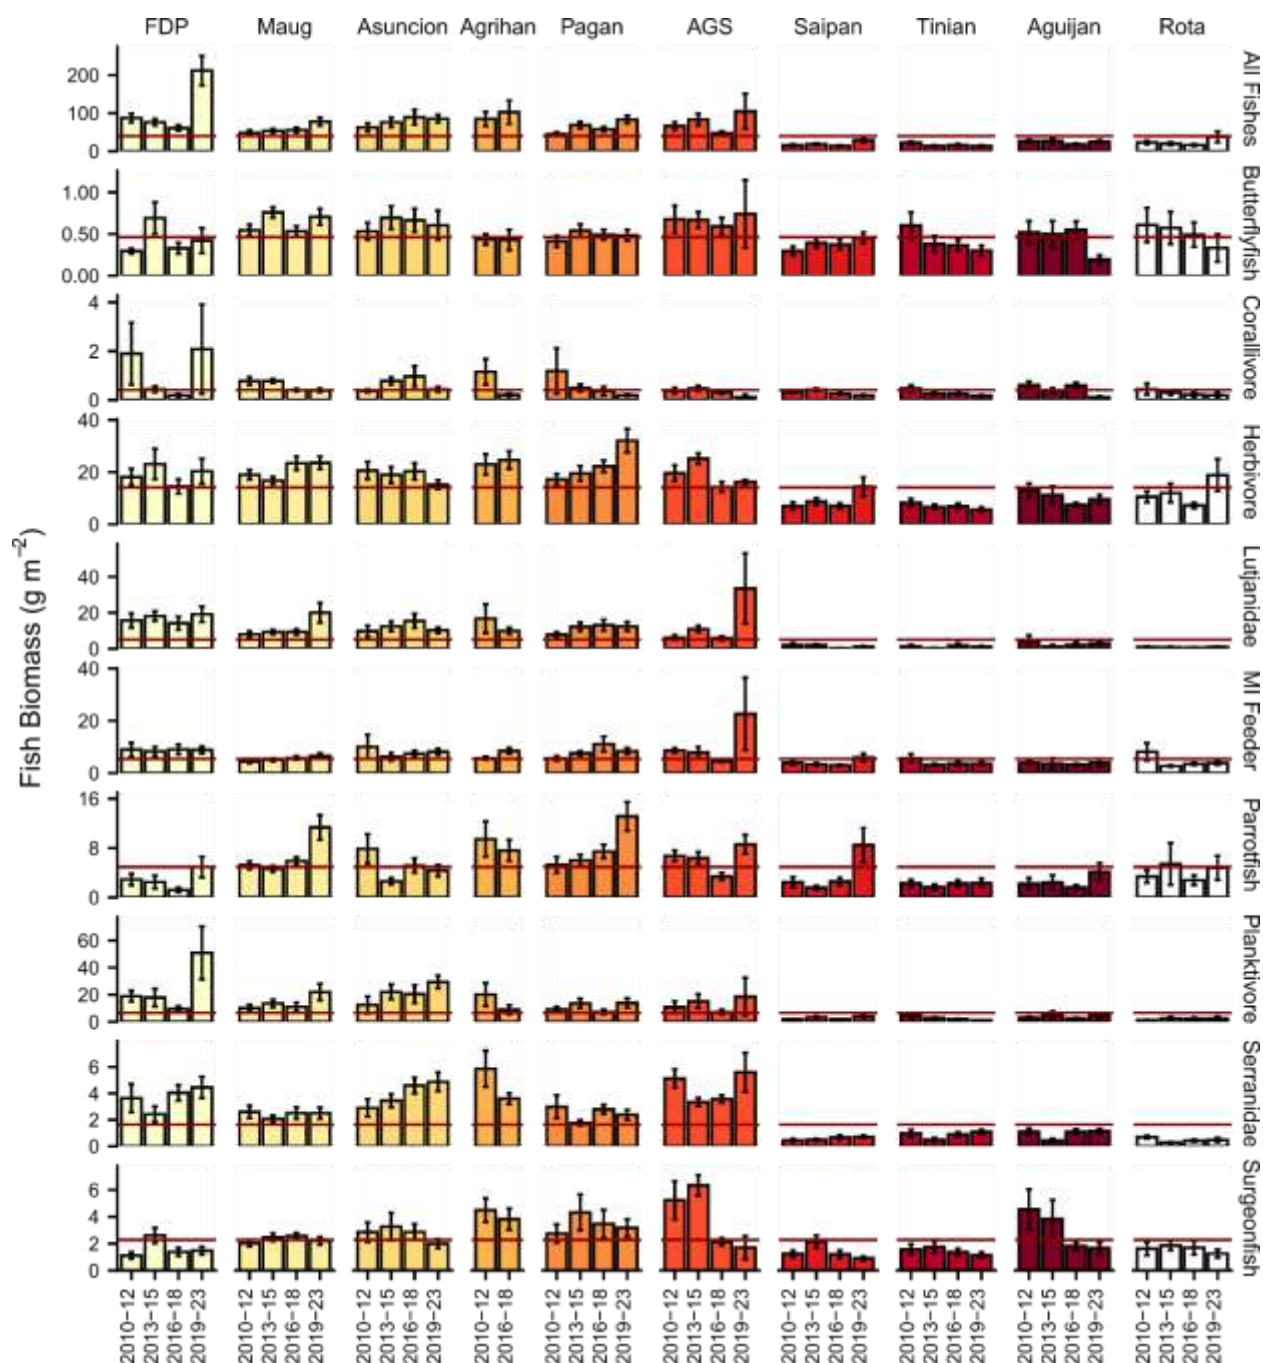 FDP Maug Asuncion Agrihan Pagan AGS Saipan Tinian Aguijan Rota
Fish Biomass (g m−2)
200
100
0
All Fishes
1.00
0.50
0.00
Butterflyfish
4
2
0
Corallivore
40
20
0
Herbivore
40
20
0
Lutjanidae
40
20
0
MI Feeder
16
8
0
Parrotfish
60
40
20
0
Planktivore
6
4
2
0
Serranidae
6
4
2
0
Surgeonfish
2010−12 2013−15 2016−18 2019−23
2010−12 2013−15 2016−18 2019−23
2010−12 2013−15 2016−18 2019−23
2010−12 2016−18
2010−12 2013−15 2016−18 2019−23
2010−12 2013−15 2016−18 2019−23
2010−12 2013−15 2016−18 2019−23
2010−12 2013−15 2016−18 2019−23
2010−12 2013−15 2016−18 2019−23
2010−12 2013−15 2016−18 2019−23